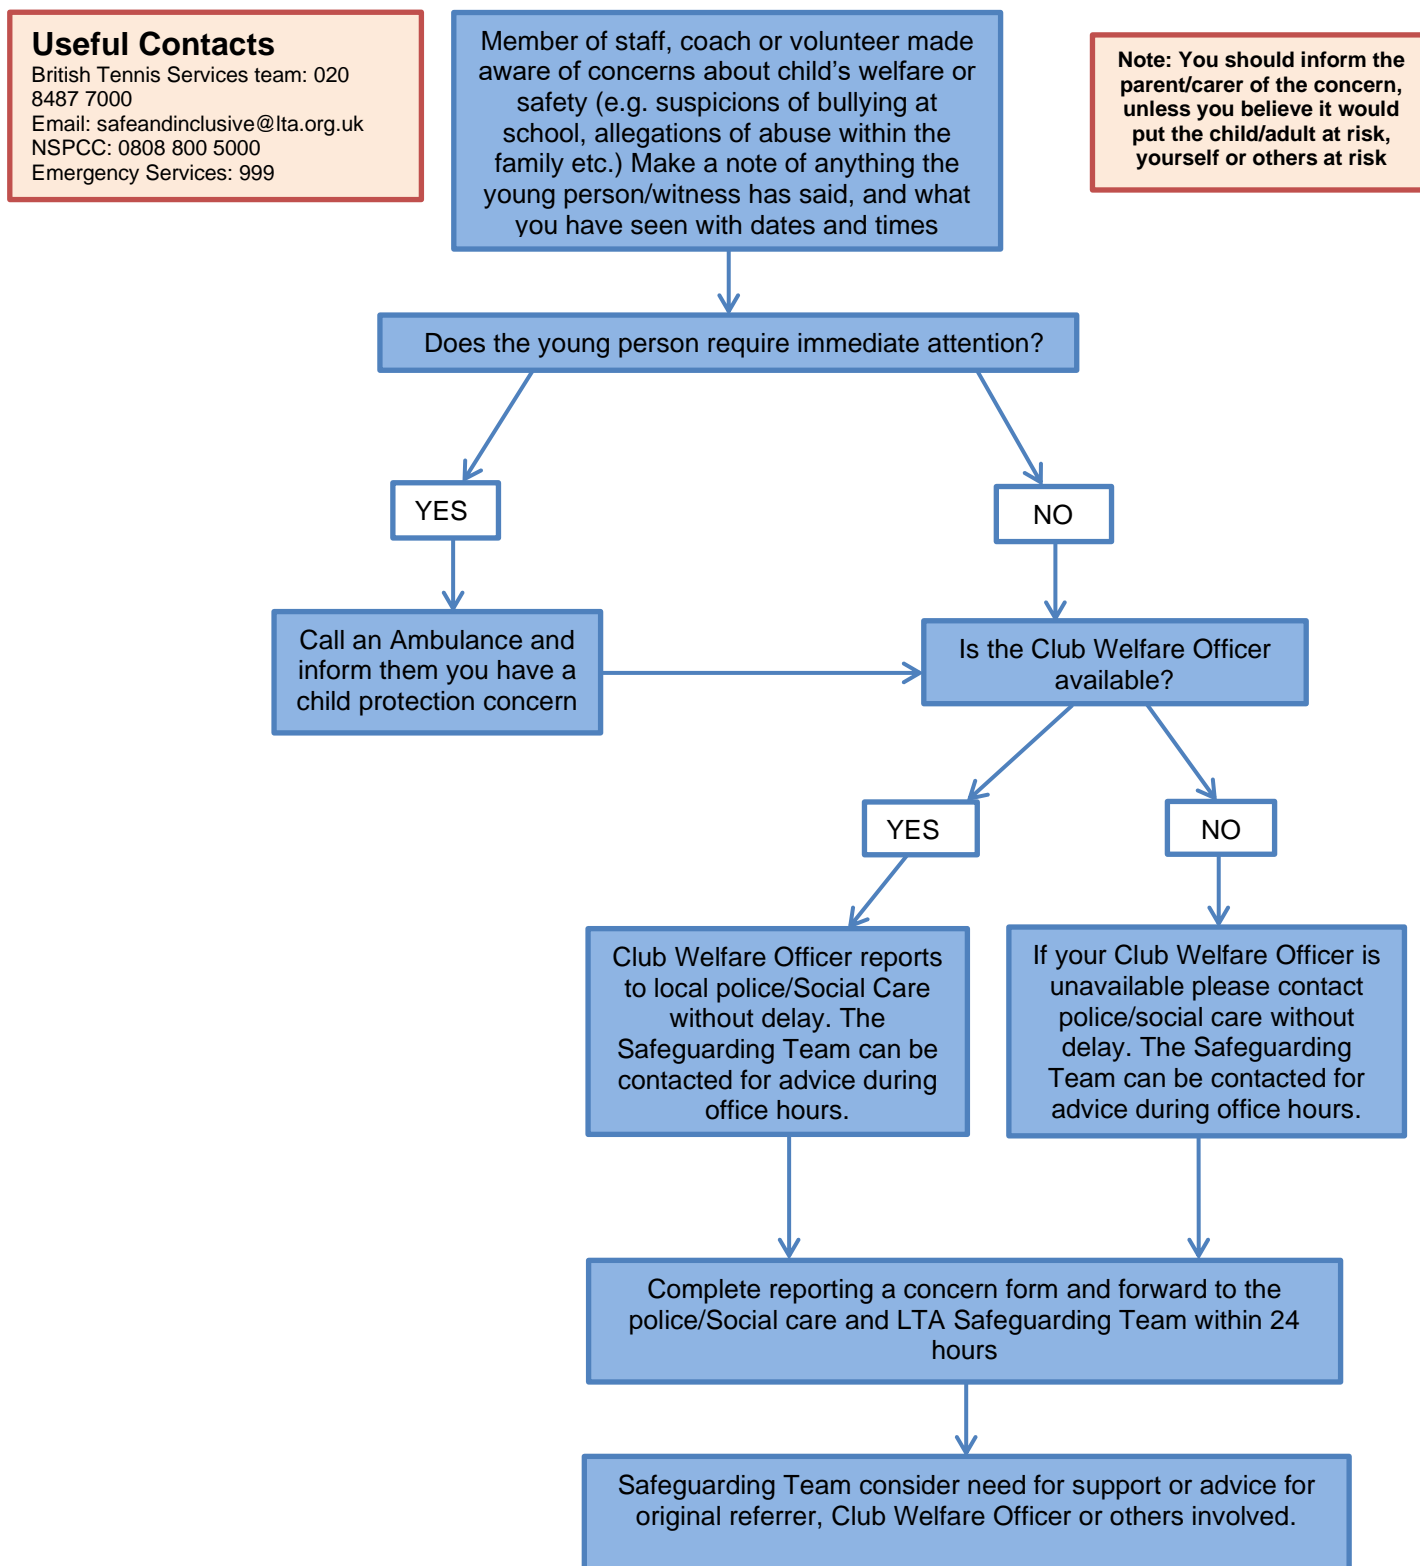 Useful Contacts
British Tennis Services team: 020
8487 7000
Email: safeandinclusive@lta.org.uk
NSPCC: 0808 800 5000
Emergency Services: 999
Member of staff, coach or volunteer made
aware of concerns about child’s welfare or
safety (e.g. suspicions of bullying at
school, allegations of abuse within the
family etc.) Make a note of anything the
young person/witness has said, and what
you have seen with dates and times
Note: You should inform the
parent/carer of the concern,
unless you believe it would
put the child/adult at risk,
yourself or others at risk
Does the young person require immediate attention?
YES
NO
Call an Ambulance and
inform them you have a
child protection concern
Is the Club Welfare Officer
available?
YES
NO
Club Welfare Officer reports
to local police/Social Care
without delay. The
Safeguarding Team can be
contacted for advice during
office hours.
If your Club Welfare Officer is
unavailable please contact
police/social care without
delay. The Safeguarding
Team can be contacted for
advice during office hours.
Complete reporting a concern form and forward to the
police/Social care and LTA Safeguarding Team within 24
hours
Safeguarding Team consider need for support or advice for
original referrer, Club Welfare Officer or others involved.